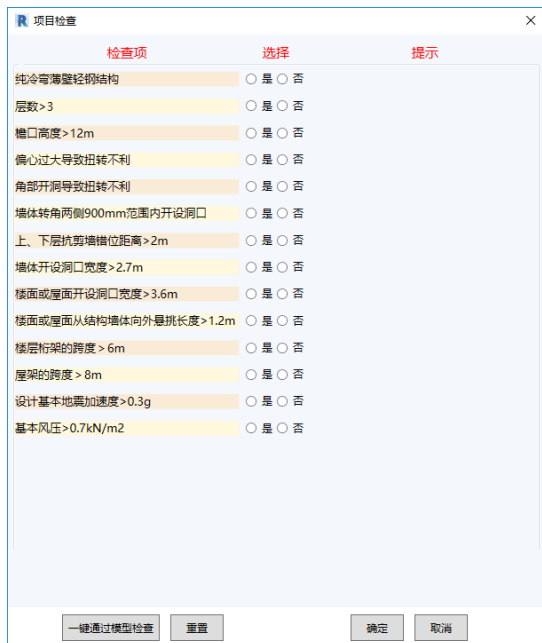 项目检查
检查项 选择 提示
纯冷弯薄壁轻钢结构 是 否
层数>3 是 否
檐口高度>12m 是 否
偏心过大导致扭转不利 是 否
角部开洞导致扭转不利 是 否
墙体转角两侧900mm范围内开设洞口 是 否
上、下层抗剪墙错位距离>2m 是 否
墙体开设洞口宽度>2.7m 是 否
楼面或屋面开设洞口宽度>3.6m 是 否
楼面或屋面从结构墙体向外悬挑长度>1.2m 是 否
楼层桁架的跨度＞6m 是 否
屋架的跨度＞8m 是 否
设计基本地震加速度>0.3g 是 否
基本风压>0.7kN/m2 是 否
一键通过模型检查 重置 确定 取消